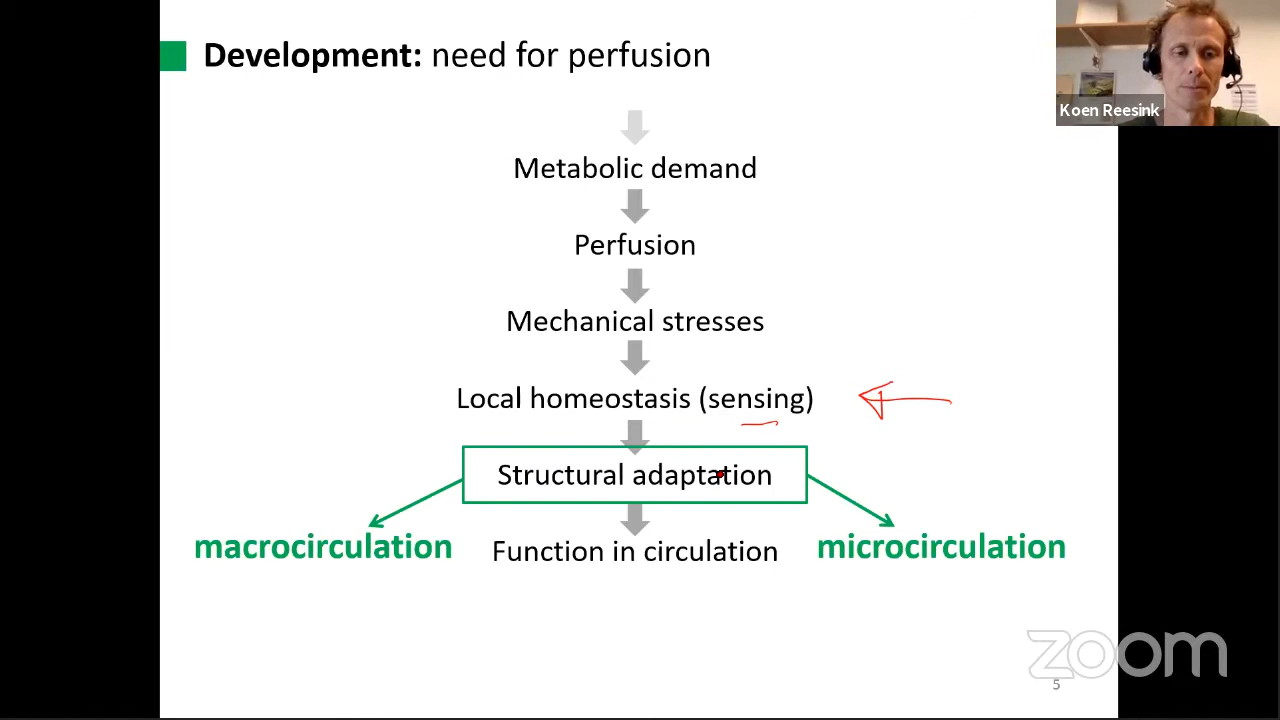 Development: need for perfusion
Koen Reesink
Metabolic demand
Perfusion
Mechanical stresses
Local homeostasis (sensing)
Structural adaptation
macrocirculation
Function in circulation
microcirculation
zoom
5